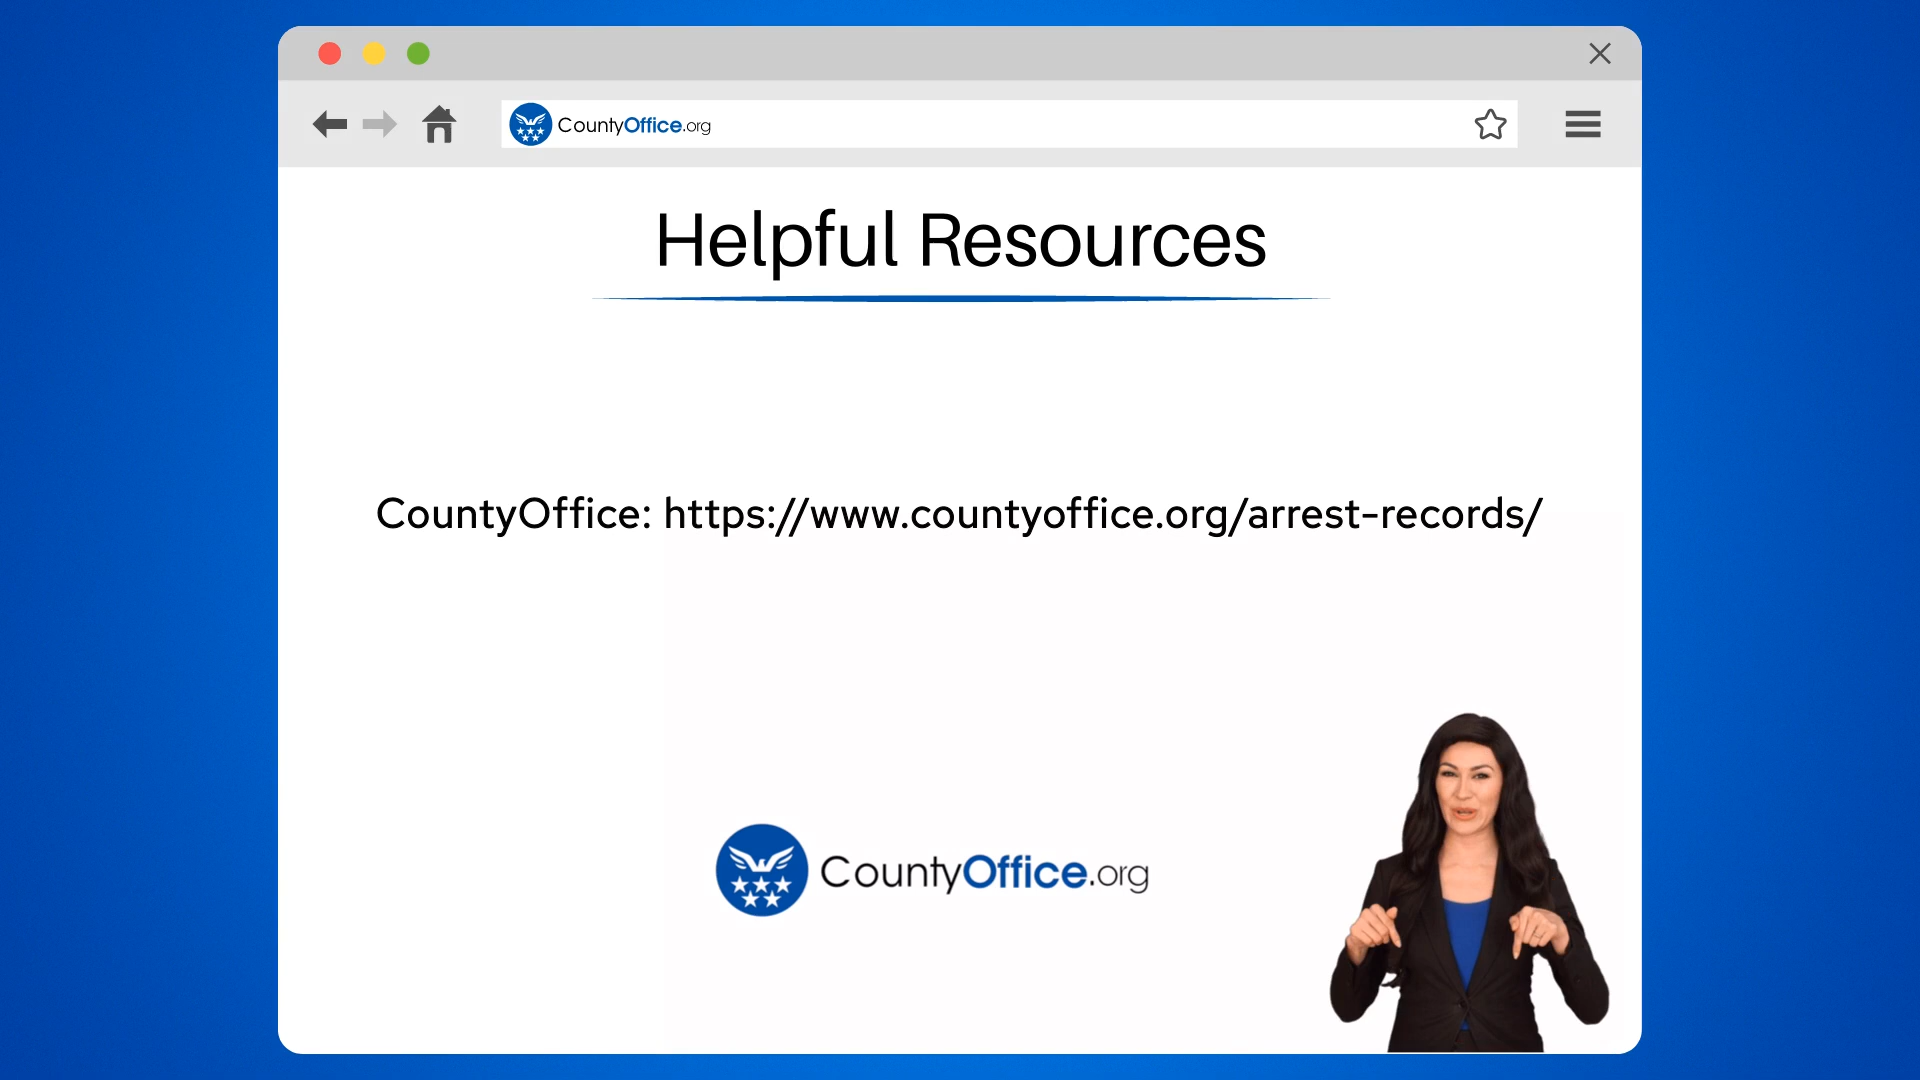 CountyOffice.org
Helpful Resources
CountyOffice: https://www.countyoffice.org/arrest-records/
CountyOffice.org